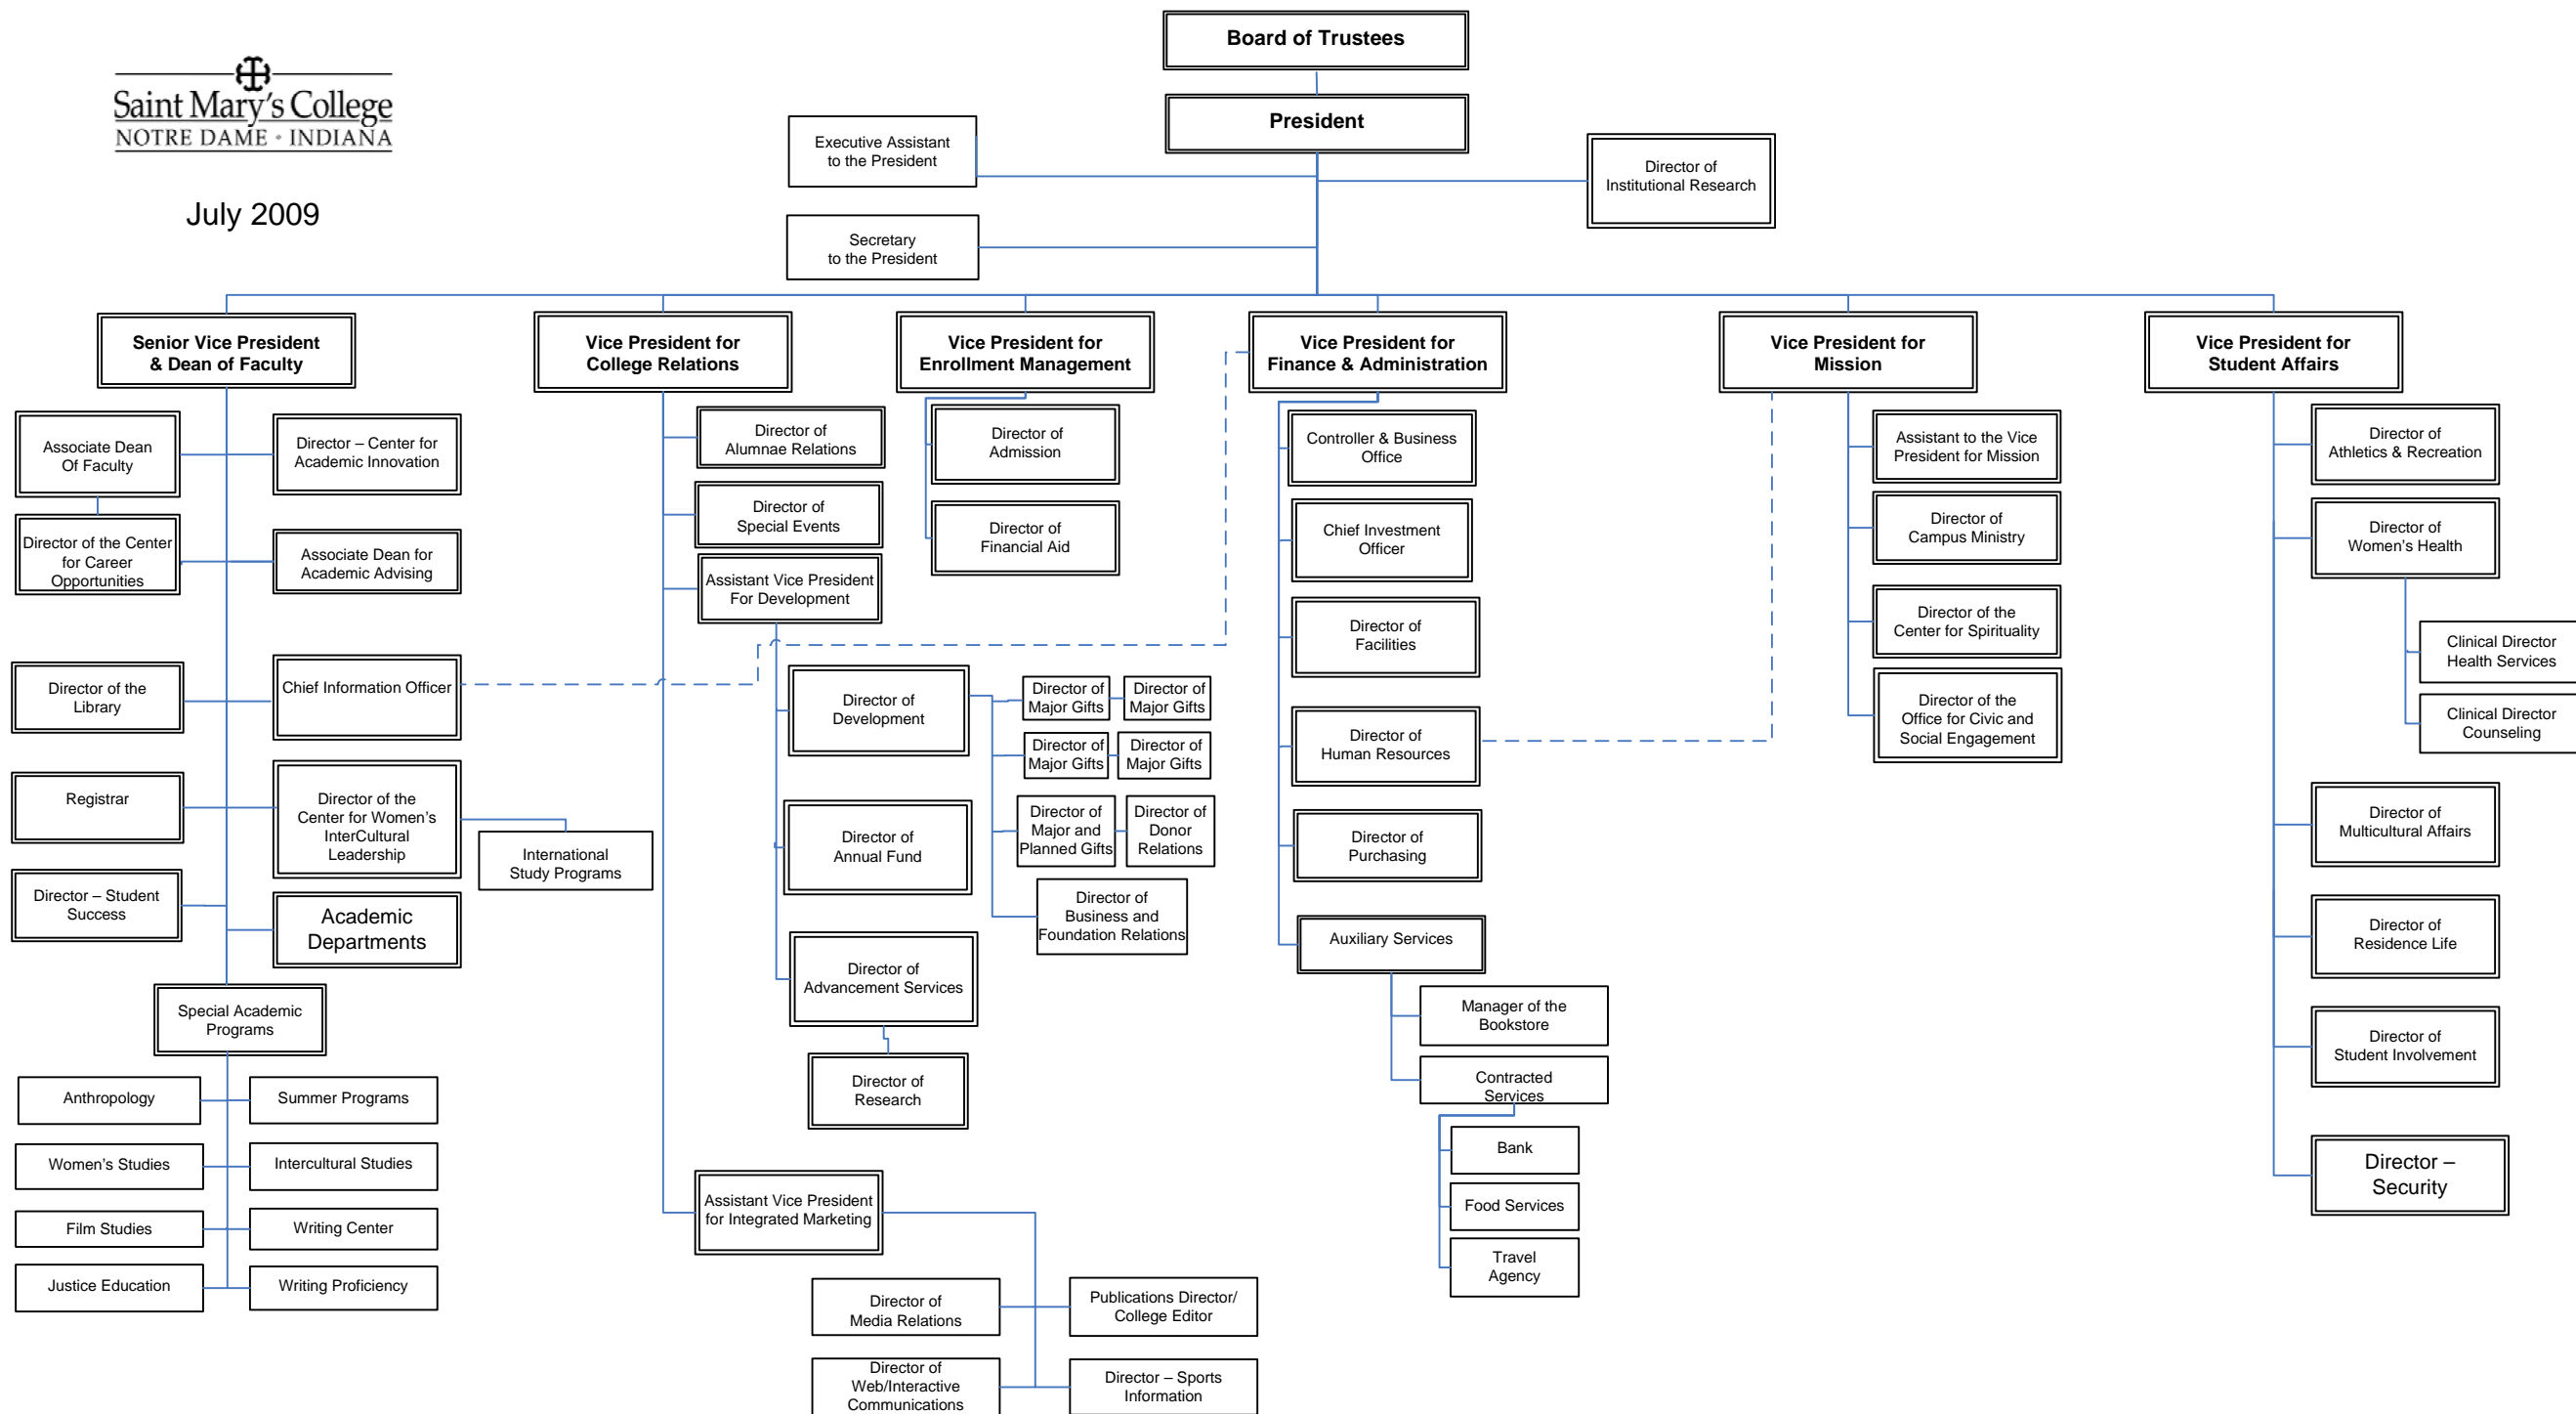 Board of Trustees
Saint Mary's College
NOTRE DAME • INDIANA
July 2009
President
Executive Assistant
to the President
Director of
Institutional Research
Secretary
to the President
Senior Vice President
& Dean of Faculty
Vice President for
College Relations
Vice President for
Enrollment Management
Vice President for
Finance & Administration
Vice President for
Mission
Vice President for
Student Affairs
Associate Dean
Of Faculty
Director – Center for
Academic Innovation
Director of the Center
for Career
Opportunities
Associate Dean for
Academic Advising
Director of the
Library
Chief Information Officer
Registrar
Director of the
Center for Women's
InterCultural
Leadership
International
Study Programs
Director – Student
Success
Academic
Departments
Special Academic
Programs
Anthropology
Summer Programs
Women's Studies
Intercultural Studies
Film Studies
Writing Center
Justice Education
Writing Proficiency
Director of
Alumnae Relations
Director of
Special Events
Assistant Vice President
For Development
Director of
Development
Director of
Major Gifts
Director of
Major Gifts
Director of
Major Gifts
Director of
Major Gifts
Director of
Major and
Planned Gifts
Director of
Donor
Relations
Director of
Business and
Foundation Relations
Director of
Annual Fund
Director of
Advancement Services
Director of
Research
Assistant Vice President
for Integrated Marketing
Director of
Media Relations
Publications Director/
College Editor
Director of
Web/Interactive
Communications
Director – Sports
Information
Director of
Admission
Director of
Financial Aid
Controller & Business
Office
Chief Investment
Officer
Director of
Facilities
Director of
Human Resources
Director of
Purchasing
Auxiliary Services
Manager of the
Bookstore
Contracted
Services
Bank
Food Services
Travel
Agency
Assistant to the Vice
President for Mission
Director of
Campus Ministry
Director of the
Center for Spirituality
Director of the
Office for Civic and
Social Engagement
Director of
Athletics & Recreation
Director of
Women's Health
Clinical Director
Health Services
Clinical Director
Counseling
Director of
Multicultural Affairs
Director of
Residence Life
Director of
Student Involvement
Director –
Security